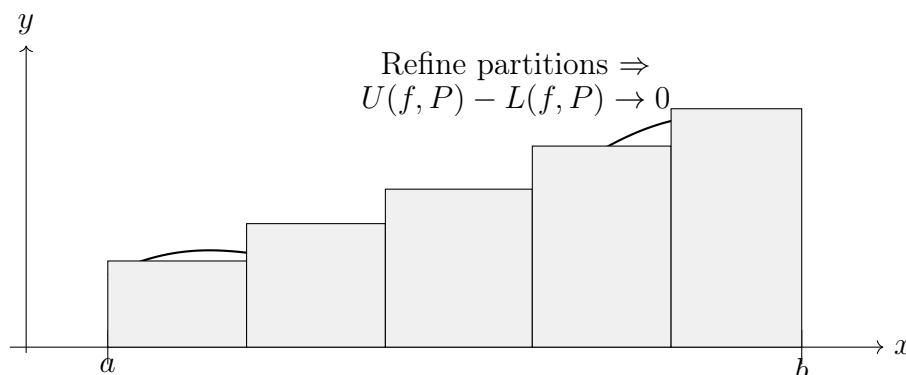 y
Refine partitions ⇒
U(f, P) − L(f, P) → 0
x
a
b